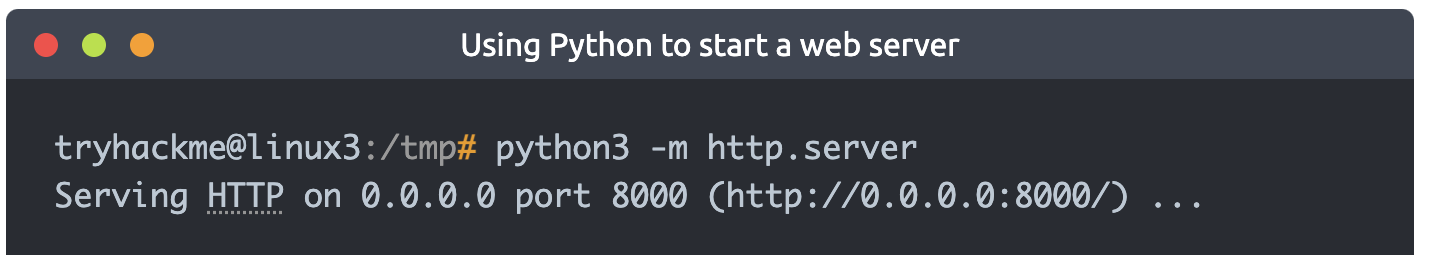 Using Python to start a web server
tryhackme@linux3:/tmp# python3 -m http.server
Serving HTTP on 0.0.0.0 port 8000 (http://0.0.0.0:8000/) ...